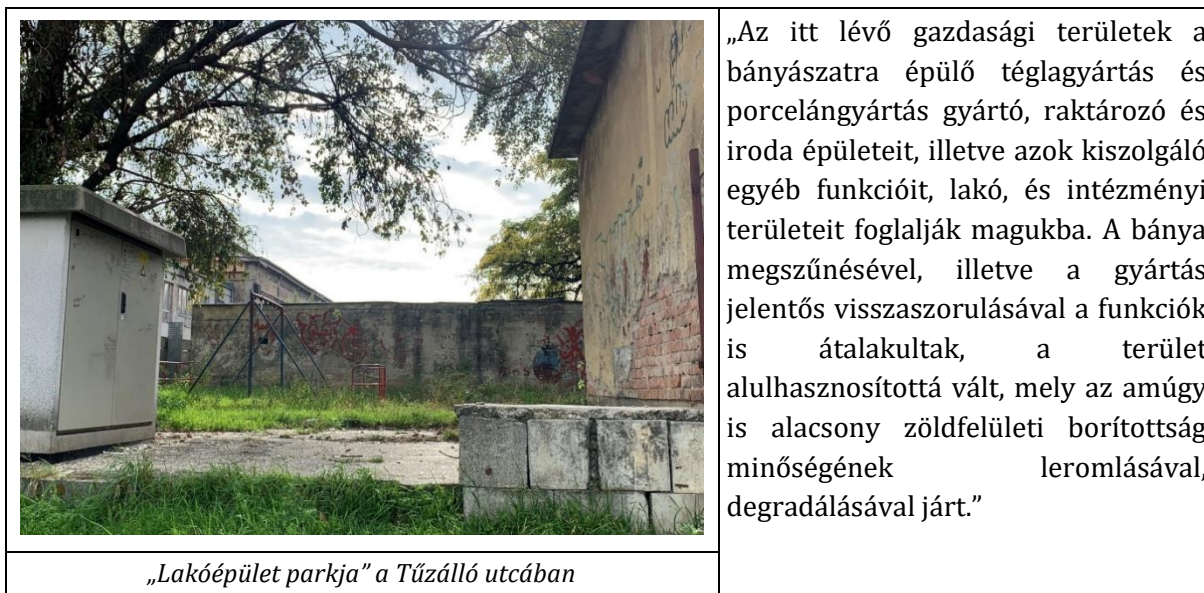 „Az itt lévő gazdasági területek a
bányászatra épülő téglagyártás és
porcelángyártás gyártó, raktározó és
iroda épületeit, illetve azok kiszolgáló
egyéb funkcióit, lakó, és intézményi
területeit foglalják magukba. A bánya
megszűnésével, illetve a gyártás
jelentős visszaszorulásával a funkciók
is átalakultak, a terület
alulhasznosítottá vált, mely az amúgy
is alacsony zöldfelületi borítottság
minőségének leromlásával,
degradálásával járt.”
„Lakóépület parkja” a Tűzálló utcában